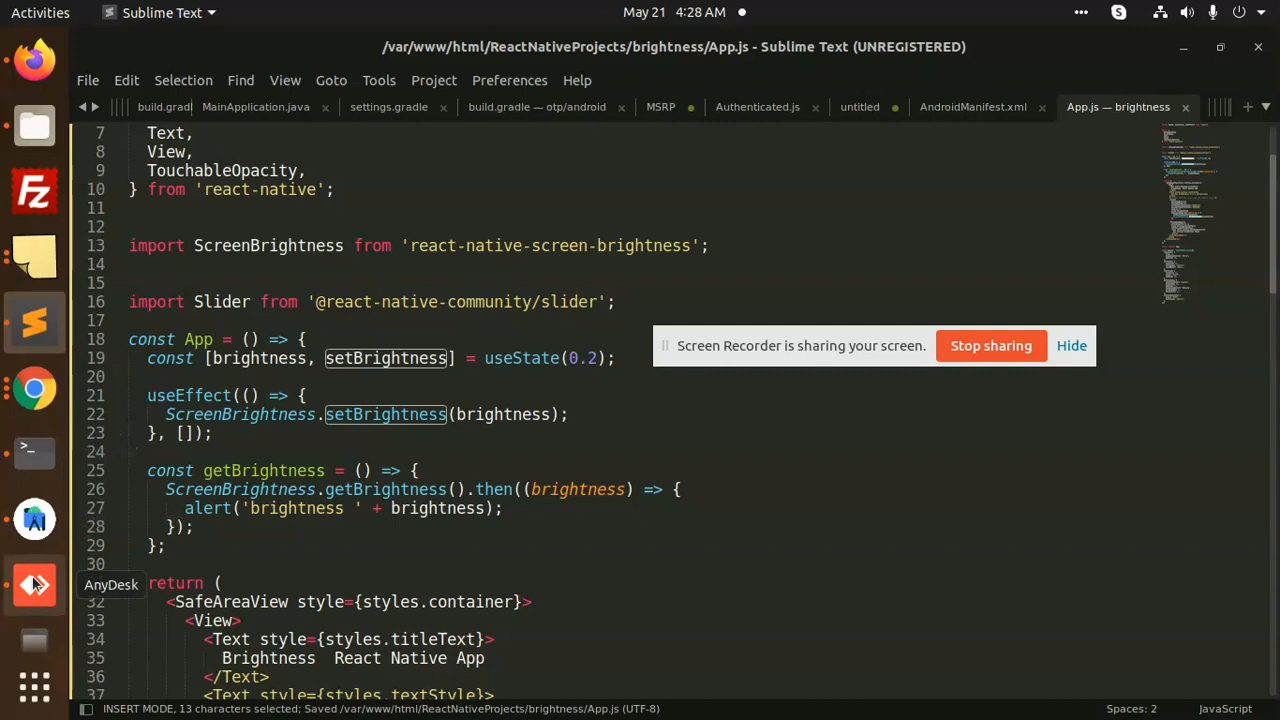 Activities
Sublime Text
May 21 4:28 AM
/var/www/html/ReactNativeProjects/brightness/App.js - Sublime Text (UNREGISTERED)
File Edit Selection Find View Goto Tools Project Preferences Help
build.gradl MainApplication.java settings.gradle build.gradle — otp/android MSRP Authenticated.js untitled AndroidManifest.xml App.js — brightness
7 Text,
8 View,
9 TouchableOpacity,
10 } from 'react-native';
11
12
13 import ScreenBrightness from 'react-native-screen-brightness';
14
15
16 import Slider from '@react-native-community/slider';
17
18 const App = () => {
19 const [brightness, setBrightness] = useState(0.2);
Screen Recorder is sharing your screen. Stop sharing Hide
20
21 useEffect(() => {
22 ScreenBrightness.setBrightness(brightness);
23 }, []);
24
25 const getBrightness = () => {
26 ScreenBrightness.getBrightness().then((brightness) => {
27 alert('brightness ' + brightness);
28 });
29 };
30
AnyDesk
return (
32 <SafeAreaView style={styles.container}>
33 <View>
34 <Text style={styles.titleText}>
35 Brightness React Native App
36 </Text>
37 <Text style={styles.textStyle}>
INSERT MODE, 13 characters selected; Saved /var/www/html/ReactNativeProjects/brightness/App.js (UTF-8)
Spaces: 2
JavaScript